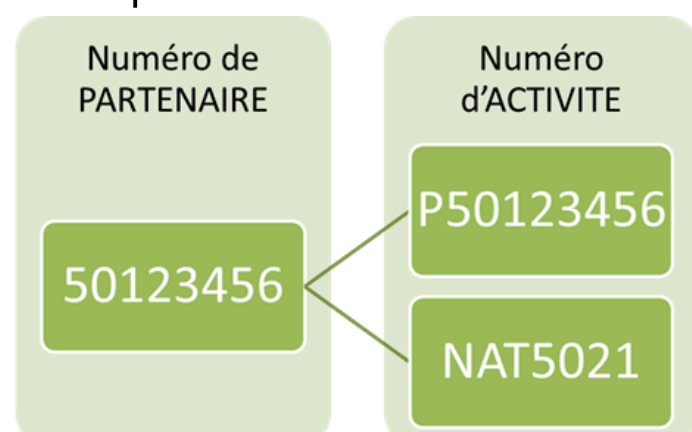 Numéro de
PARTENAIRE
50123456
Numéro
d'ACTIVITE
P50123456
NAT5021